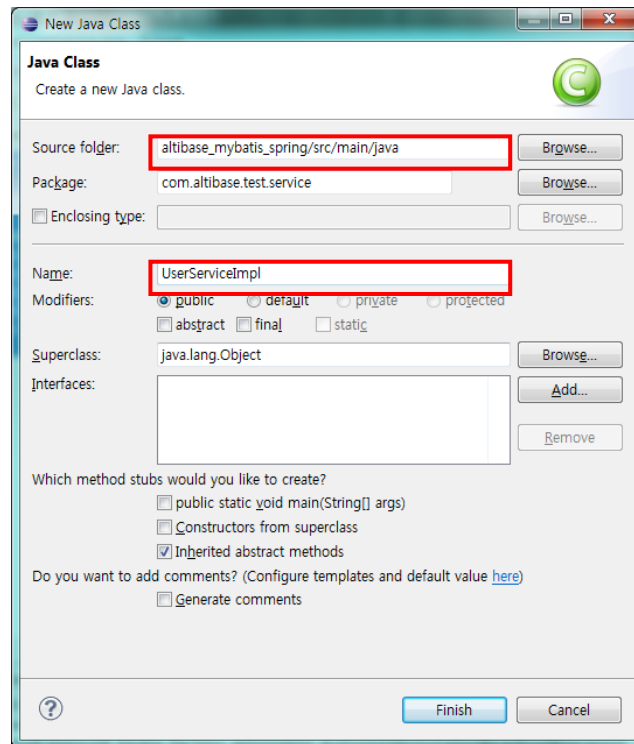 New Java Class
Java Class
Create a new Java class.
Source folder: altibase_mybatis_spring/src/main/java Browse...
Package: com.altibase.test.service Browse...
Enclosing type: Browse...
Name: UserServiceImpl
Modifiers: public default private protected
abstract final static
Superclass: java.lang.Object Browse...
Interfaces: Add...
Remove
Which method stubs would you like to create?
public static void main(String[] args)
Constructors from superclass
Inherited abstract methods
Do you want to add comments? (Configure templates and default value here)
Generate comments
? Finish Cancel